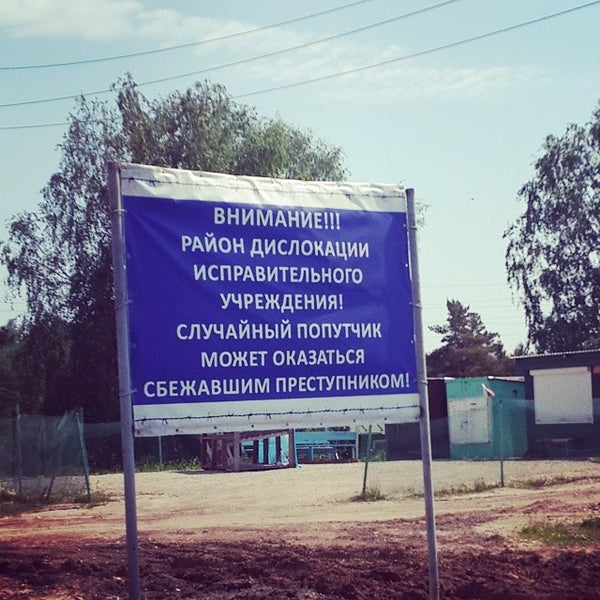 ВНИМАНИЕ!!!
РАЙОН ДИСЛОКАЦИИ
ИСПРАВИТЕЛЬНОГО
УЧРЕЖДЕНИЯ!
СЛУЧАЙНЫЙ ПОПУТЧИК
МОЖЕТ ОКАЗАТЬСЯ
СБЕЖАВШИМ ПРЕСТУПНИКОМ!